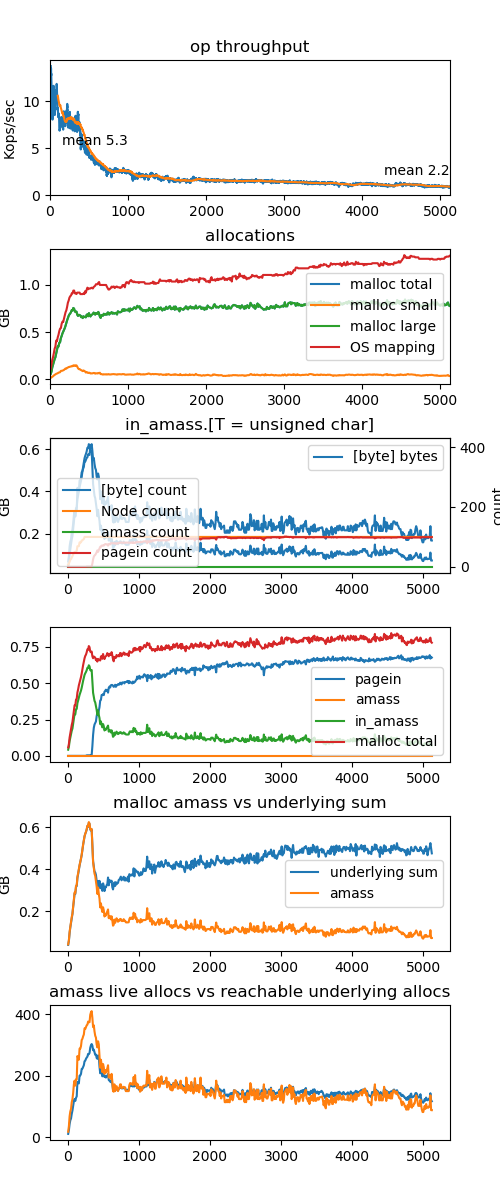 op throughput
Kops/sec
10
5
0
mean 5.3
mean 2.2
0 1000 2000 3000 4000 5000
allocations
GB
1.0
0.5
0.0
malloc total
malloc small
malloc large
OS mapping
0 1000 2000 3000 4000 5000
in_amass.[T = unsigned char]
GB
0.6
0.4
0.2
[byte] count
Node count
amass count
pagein count
[byte] bytes
400
200
0
count
0 1000 2000 3000 4000 5000
0.75
0.50
0.25
0.00
pagein
amass
in_amass
malloc total
0 1000 2000 3000 4000 5000
malloc amass vs underlying sum
GB
0.6
0.4
0.2
underlying sum
amass
0 1000 2000 3000 4000 5000
amass live allocs vs reachable underlying allocs
400
200
0
0 1000 2000 3000 4000 5000